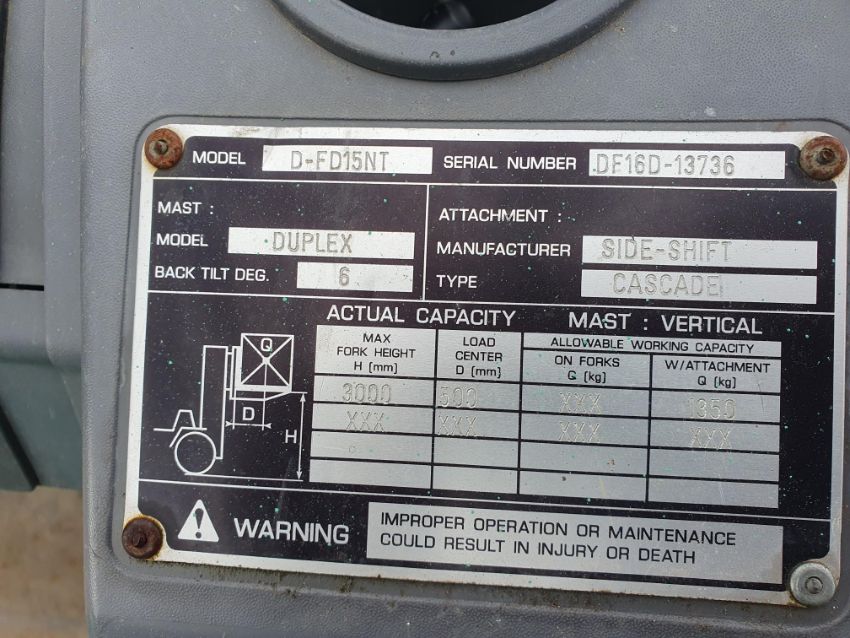 MODEL D-FD15NT SERIAL NUMBER DF16D-13736
MAST :
MODEL DUPLEX
BACK TILT DEG. 6
ATTACHMENT :
MANUFACTURER SIDE-SHIFT
TYPE CASCADE
ACTUAL CAPACITY MAST : VERTICAL
MAX
FORK HEIGHT
H (mm)
LOAD
CENTER
D (mm)
ALLOWABLE WORKING CAPACITY
ON FORKS
Q (kg)
W/ATTACHMENT
Q (kg)
3000 500 XXX 1350
XXX XXX XXX XXX
Q
D
H
WARNING
IMPROPER OPERATION OR MAINTENANCE
COULD RESULT IN INJURY OR DEATH